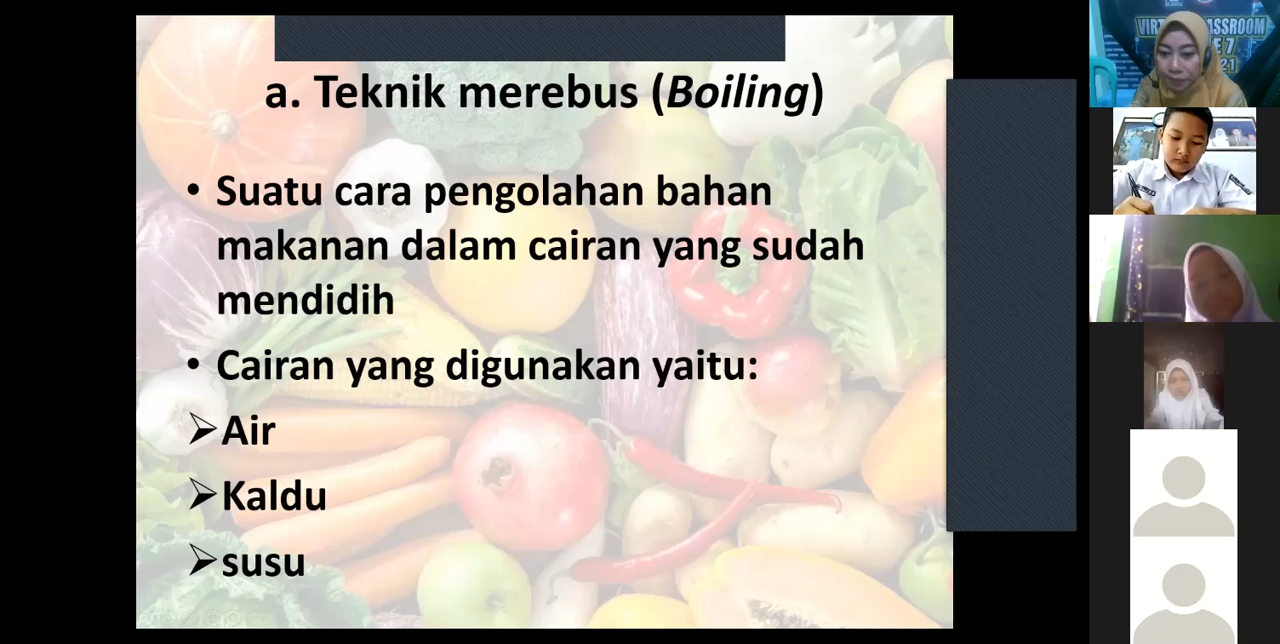 a. Teknik merebus (Boiling)
• Suatu cara pengolahan bahan
makanan dalam cairan yang sudah
mendidih
• Cairan yang digunakan yaitu:
➢Air
➢Kaldu
➢susu